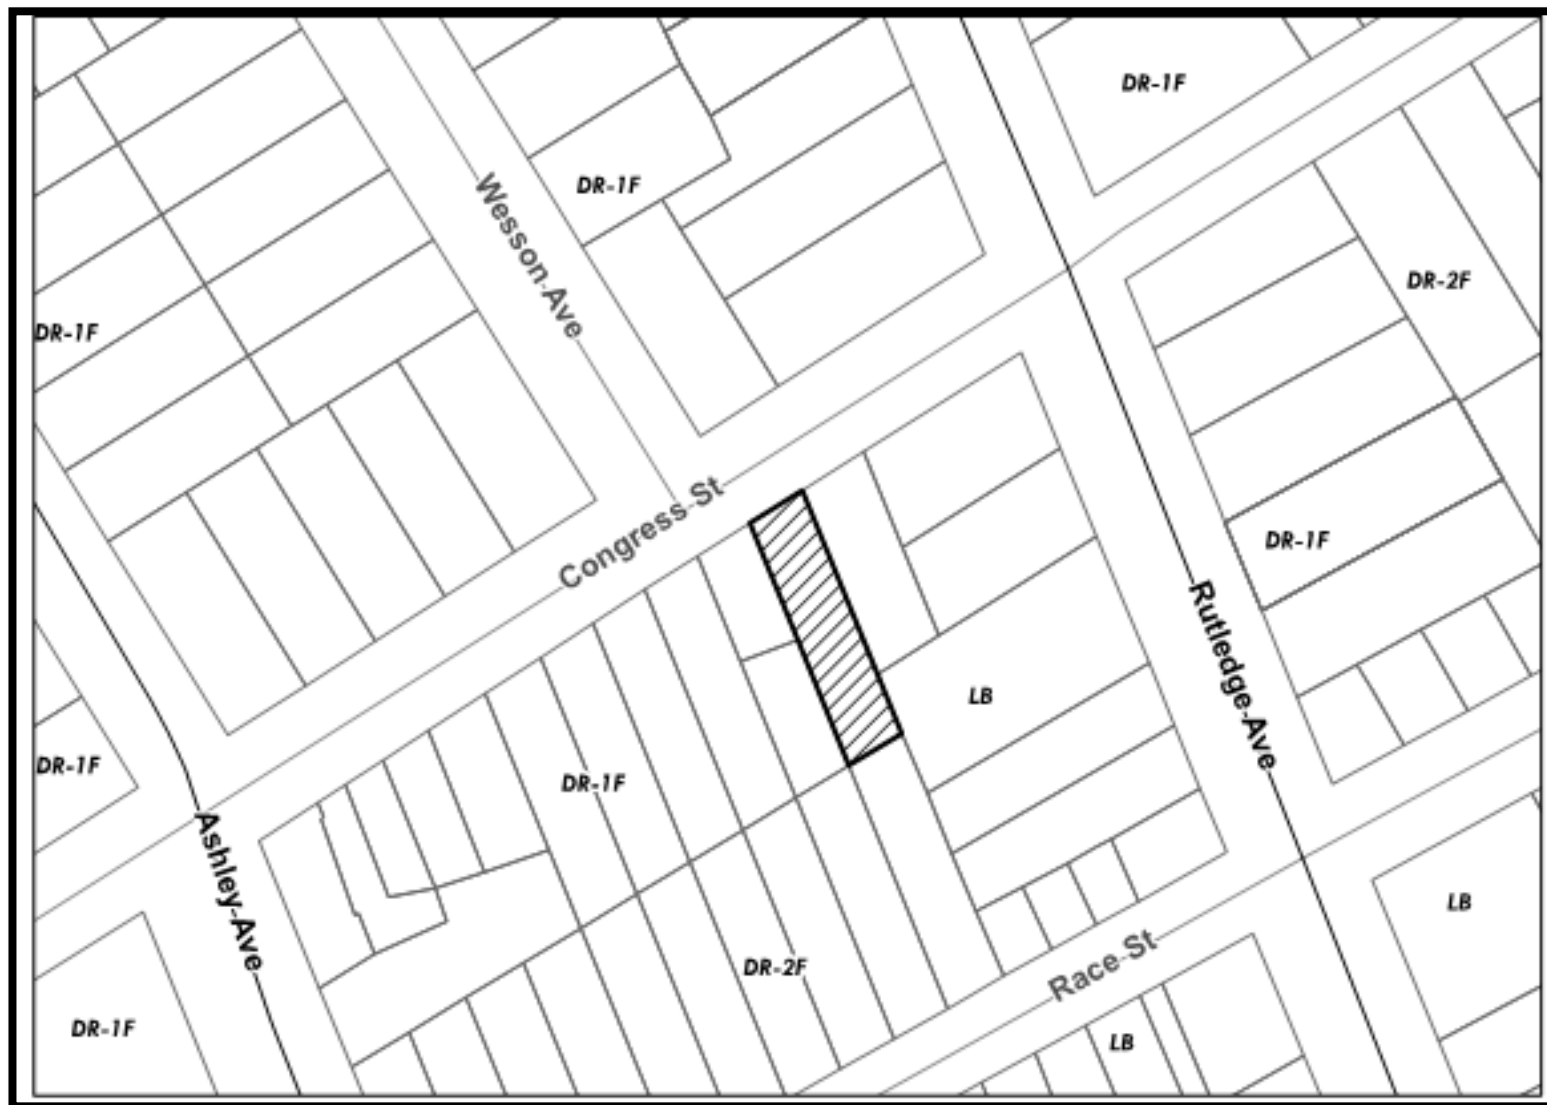 DR-1F
DR-1F
Wesson Ave
DR-2F
DR-1F
Congress St
DR-1F
Rutledge Ave
LB
DR-1F
DR-1F
Ashley Ave
LB
DR-2F
Race St
DR-1F
LB